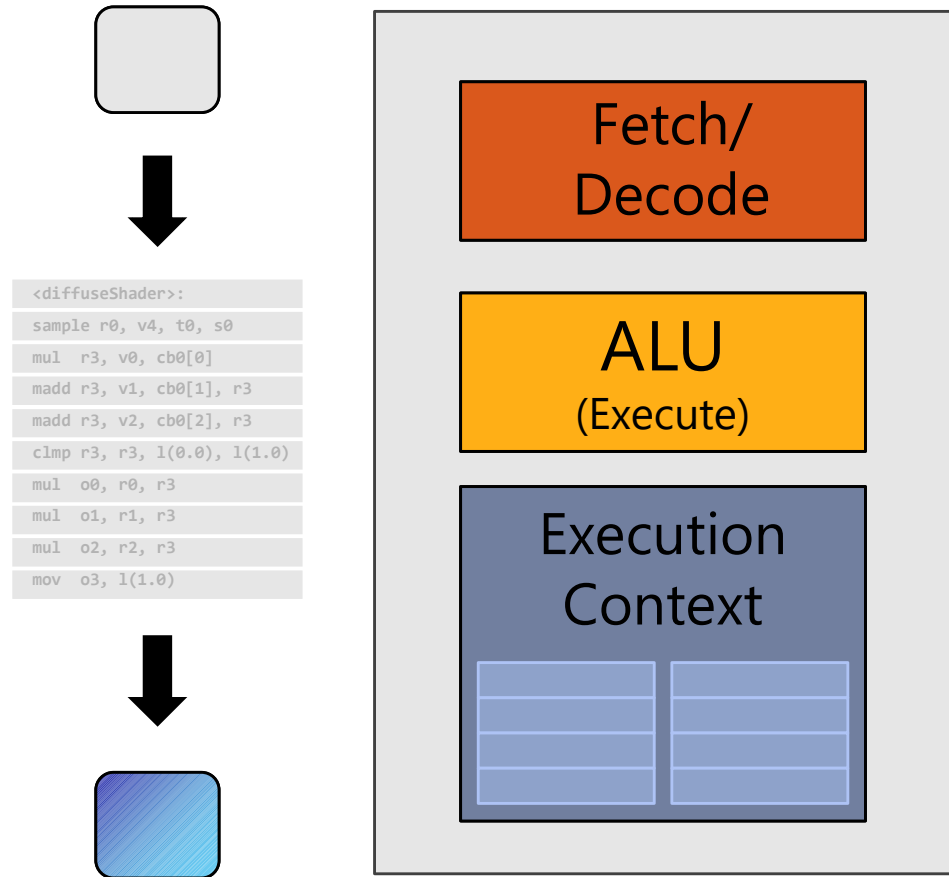 <diffuseShader>:
sample r0, v4, t0, s0
mul  r3, v0, cb0[0]
madd r3, v1, cb0[1], r3
madd r3, v2, cb0[2], r3
clmp r3, r3, l(0.0), l(1.0)
mul  o0, r0, r3
mul  o1, r1, r3
mul  o2, r2, r3
mov  o3, l(1.0)
Fetch/
Decode
ALU
(Execute)
Execution
Context